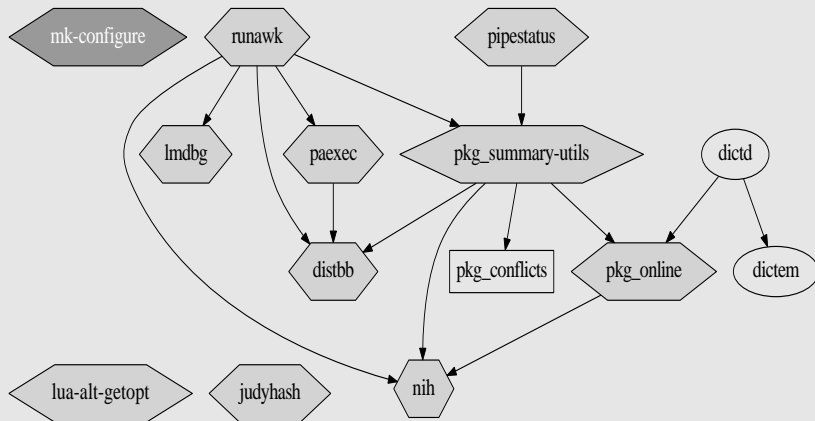 mk-configure
runawk
pipestatus
lmdbg
paexec
pkg_summary-utils
dictd
distbb
pkg_conflicts
pkg_online
dictem
lua-alt-getopt
judyhash
nih